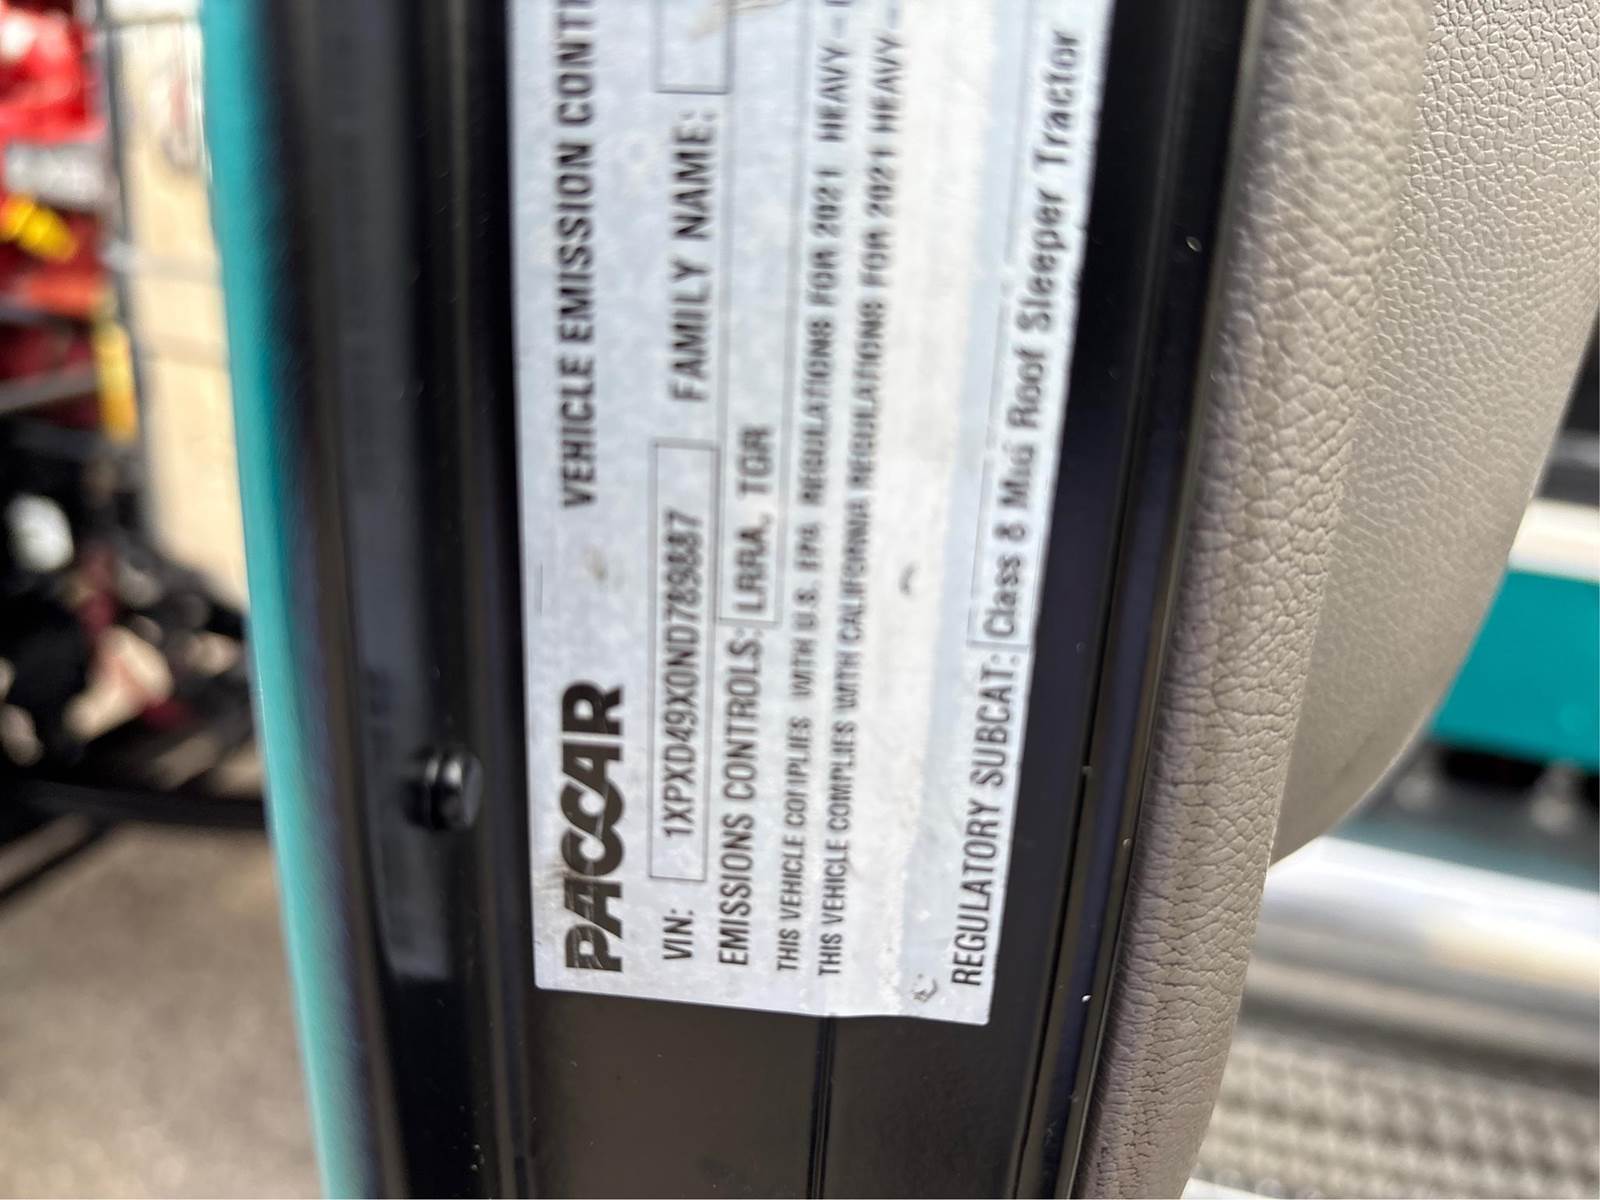 PACCAR
VEHICLE EMISSION CONT
VIN: 1XPXD49X0ND789887 FAMILY NAME:
EMISSIONS CONTROLS: LRRA, TGR
THIS VEHICLE COMPLIES WITH U.S. EPA REGULATIONS FOR 2021 HEAVY-
THIS VEHICLE COMPLIES WITH CALIFORNIA REGULATIONS FOR 2021 HEAVY-
REGULATORY SUBCAT: Class 8 Mid Roof Sleeper Tractor